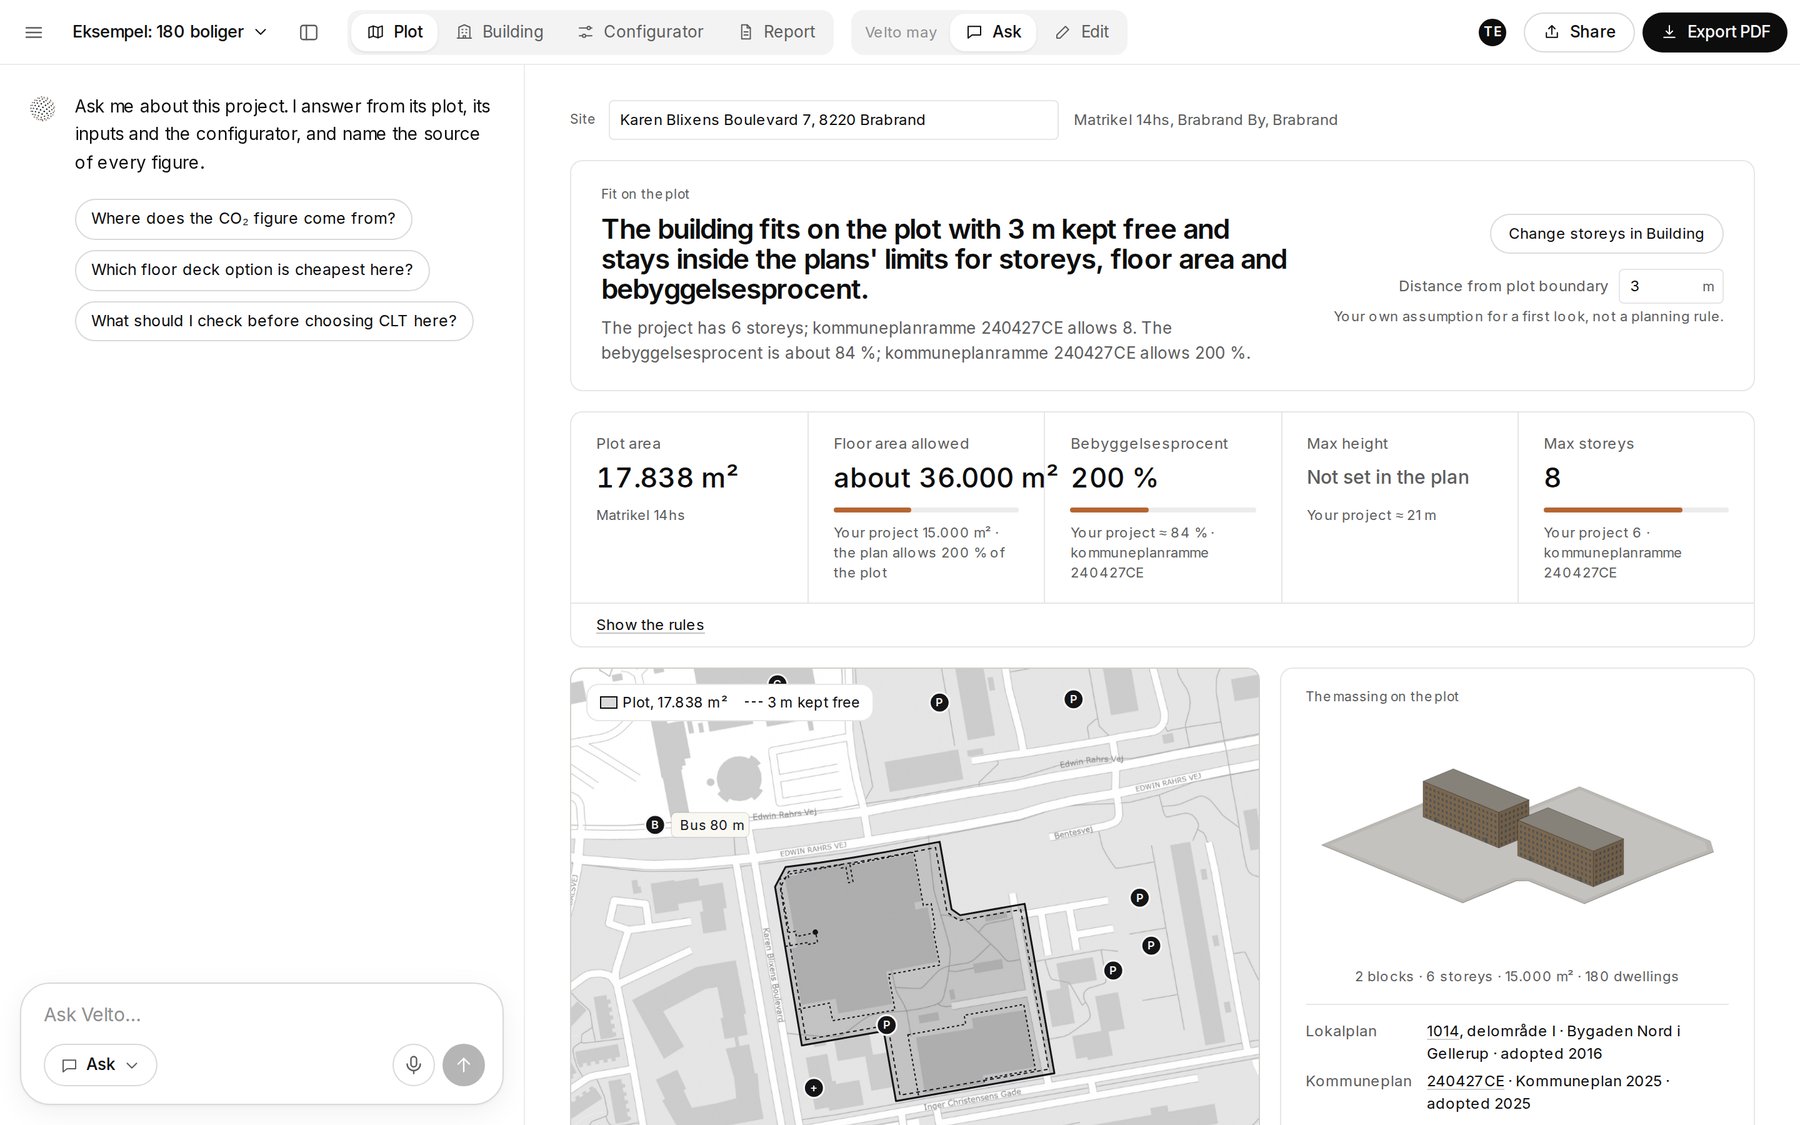 Eksempel: 180 boliger
Plot
Building
Configurator
Report
Velto may
Ask
Edit
TE
Share
Export PDF
Ask me about this project. I answer from its plot, its
inputs and the configurator, and name the source
of every figure.
Where does the CO₂ figure come from?
Which floor deck option is cheapest here?
What should I check before choosing CLT here?
Ask Velto...
Ask
Site
Karen Blixens Boulevard 7, 8220 Brabrand
Matrikel 14hs, Brabrand By, Brabrand
Fit on the plot
The building fits on the plot with 3 m kept free and
stays inside the plans' limits for storeys, floor area and
bebyggelsesprocent.
The project has 6 storeys; kommuneplanramme 240427CE allows 8. The
bebyggelsesprocent is about 84 %; kommuneplanramme 240427CE allows 200 %.
Change storeys in Building
Distance from plot boundary
3 m
Your own assumption for a first look, not a planning rule.
Plot area
17.838 m²
Matrikel 14hs
Floor area allowed
about 36.000 m²
Your project 15.000 m² ·
the plan allows 200 % of
the plot
Bebyggelsesprocent
200 %
Your project ≈ 84 % ·
kommuneplanramme
240427CE
Max height
Not set in the plan
Your project ≈ 21 m
Max storeys
8
Your project 6 ·
kommuneplanramme
240427CE
Show the rules
Plot, 17.838 m²
3 m kept free
P
P
Edwin Rahrs Vej
EDWIN RAHRS VEJ
B
Bus 80 m
Edwin Rahrs Vej
EDWIN RAHRS VEJ
Bentesvej
P
P
P
Karen Blixens Boulevard
P
+
Inger Christensens Gade
The massing on the plot
2 blocks · 6 storeys · 15.000 m² · 180 dwellings
Lokalplan
1014, delområde I · Bygaden Nord i
Gellerup · adopted 2016
Kommuneplan
240427CE · Kommuneplan 2025 ·
adopted 2025